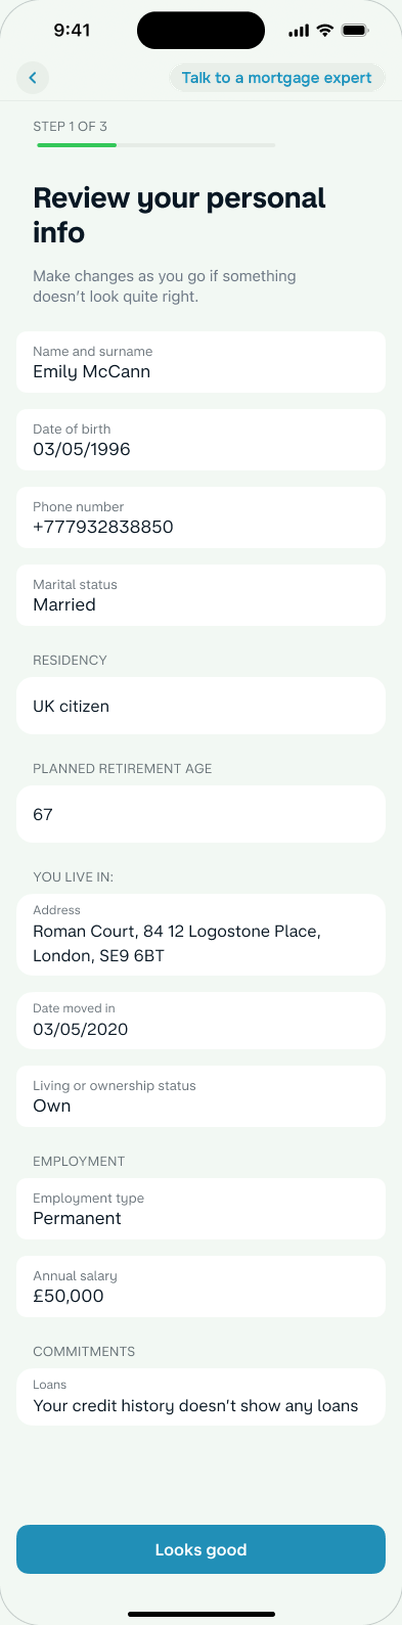 9:41
Talk to a mortgage expert
STEP 1 OF 3
Review your personal
info
Make changes as you go if something
doesn't look quite right.
Name and surname
Emily McCann
Date of birth
03/05/1996
Phone number
+777932838850
Marital status
Married
RESIDENCY
UK citizen
PLANNED RETIREMENT AGE
67
YOU LIVE IN:
Address
Roman Court, 84 12 Logostone Place,
London, SE9 6BT
Date moved in
03/05/2020
Living or ownership status
Own
EMPLOYMENT
Employment type
Permanent
Annual salary
£50,000
COMMITMENTS
Loans
Your credit history doesn't show any loans
Looks good